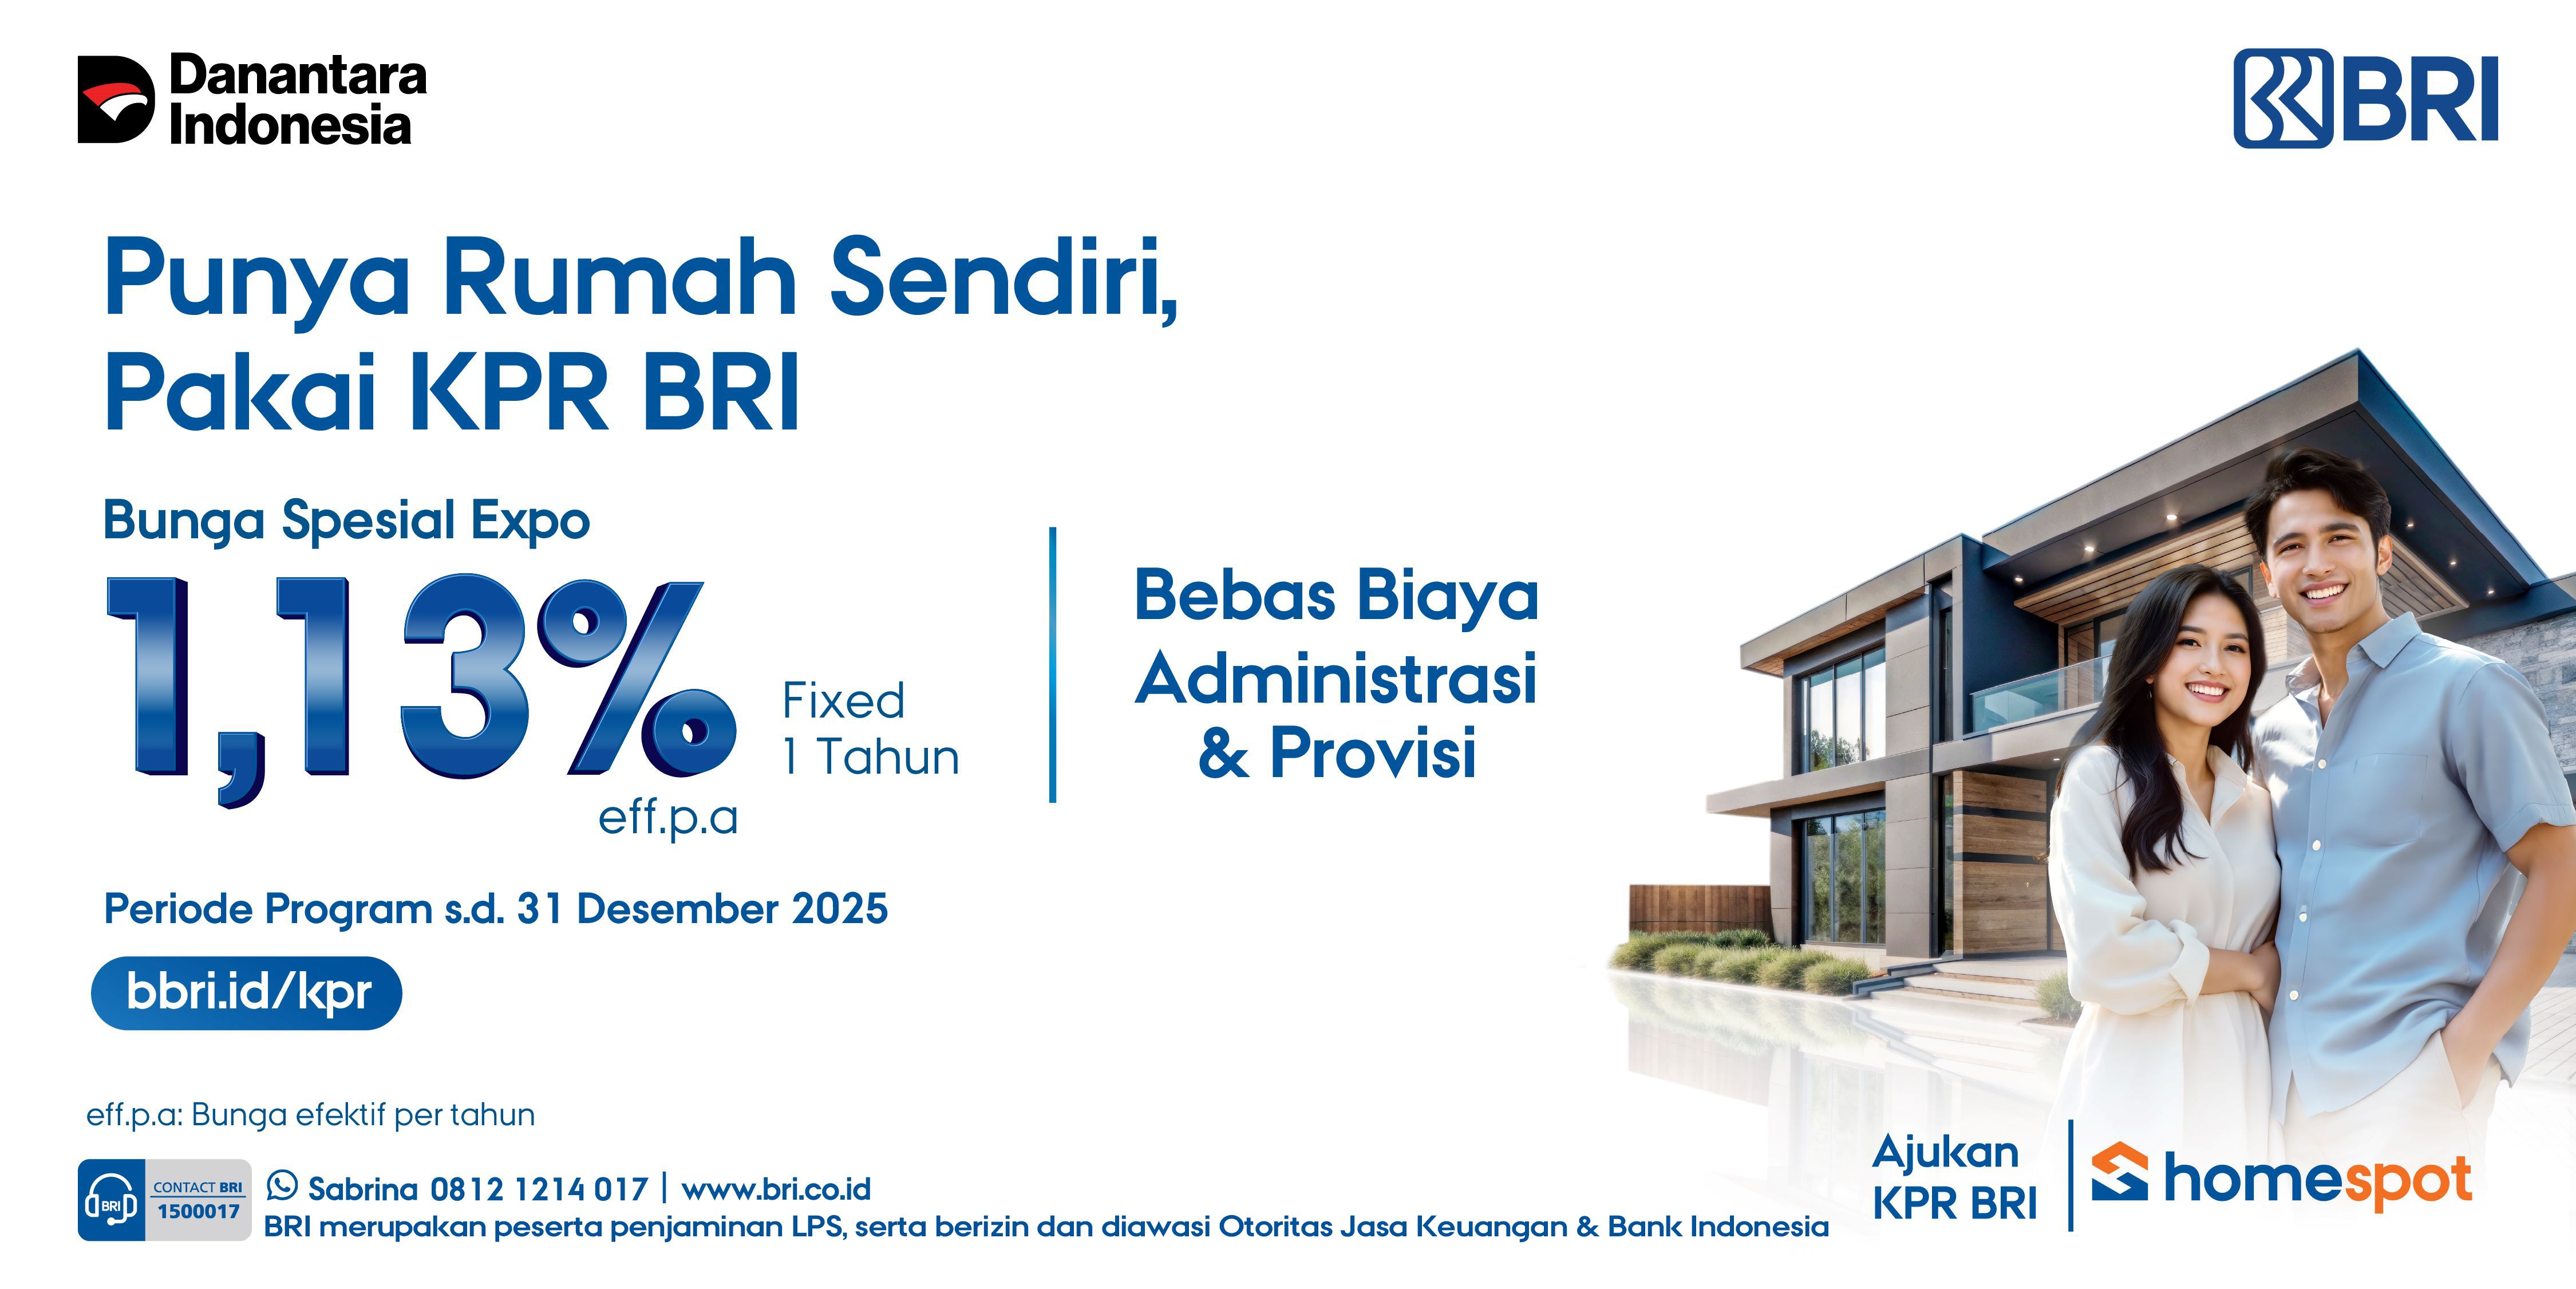 Danantara
Indonesia
BRI
Punya Rumah Sendiri,
Pakai KPR BRI
Bunga Spesial Expo
1,13%
eff.p.a
Fixed
1 Tahun
Bebas Biaya
Administrasi
& Provisi
Periode Program s.d. 31 Desember 2025
bbri.id/kpr
eff.p.a: Bunga efektif per tahun
BRI
CONTACT BRI
1500017
Sabrina 0812 1214 017 | www.bri.co.id
BRI merupakan peserta penjaminan LPS, serta berizin dan diawasi Otoritas Jasa Keuangan & Bank Indonesia
Ajukan
KPR BRI
homespot